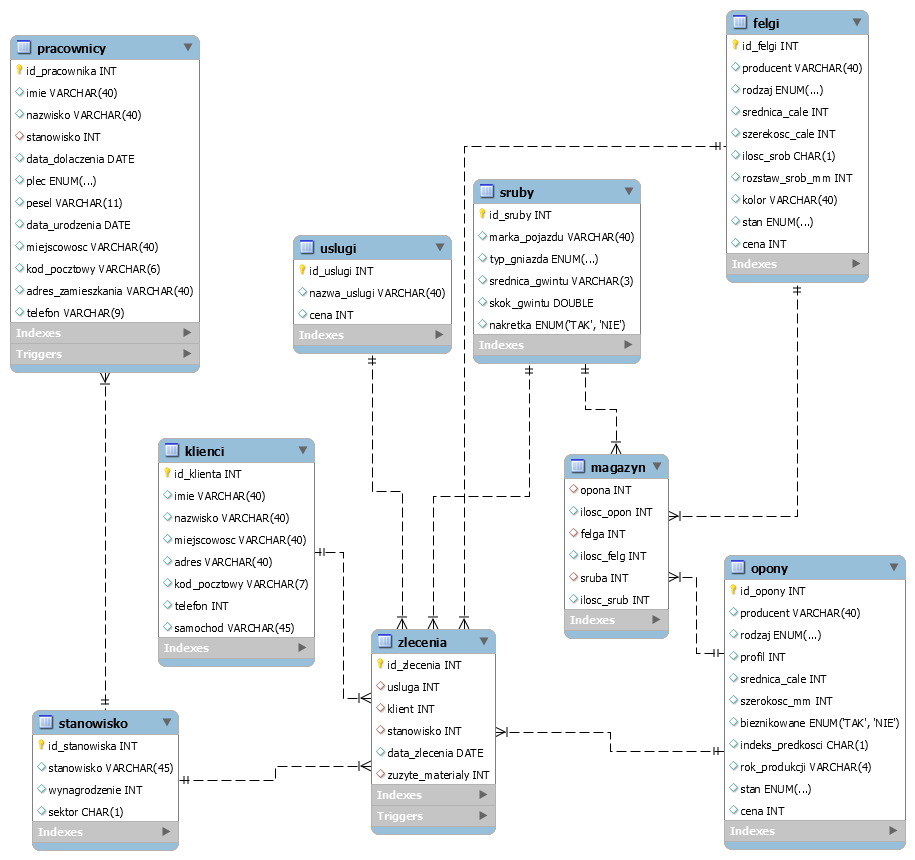 pracownicy
id_pracownika INT
imie VARCHAR(40)
nazwisko VARCHAR(40)
stanowisko INT
data_dolaczenia DATE
plec ENUM(...)
pesel VARCHAR(11)
data_urodzenia DATE
miejscowosc VARCHAR(40)
kod_pocztowy VARCHAR(6)
adres_zamieszkania VARCHAR(40)
telefon VARCHAR(9)
Indexes
Triggers
felgi
id_felgi INT
producent VARCHAR(40)
rodzaj ENUM(...)
srednica_cale INT
szerekosc_cale INT
ilosc_srob CHAR(1)
rozstaw_srob_mm INT
kolor VARCHAR(40)
stan ENUM(...)
cena INT
Indexes
sruby
id_sruby INT
marka_pojazdu VARCHAR(40)
typ_gniazda ENUM(...)
srednica_gwintu VARCHAR(3)
skok_gwintu DOUBLE
nakretka ENUM('TAK', 'NIE')
Indexes
uslugi
id_uslugi INT
nazwa_uslugi VARCHAR(40)
cena INT
Indexes
klienci
id_klienta INT
imie VARCHAR(40)
nazwisko VARCHAR(40)
miejscowosc VARCHAR(40)
adres VARCHAR(40)
kod_pocztowy VARCHAR(7)
telefon INT
samochod VARCHAR(45)
Indexes
magazyn
opona INT
ilosc_opon INT
felga INT
ilosc_felg INT
sruba INT
ilosc_srub INT
Indexes
opony
id_opony INT
producent VARCHAR(40)
rodzaj ENUM(...)
profil INT
srednica_cale INT
szerokosc_mm INT
bieznikowane ENUM('TAK', 'NIE')
indeks_predkosci CHAR(1)
rok_produkcji VARCHAR(4)
stan ENUM(...)
cena INT
Indexes
zlecenia
id_zlecenia INT
usluga INT
klient INT
stanowisko INT
data_zlecenia DATE
zuzyte_materialy INT
Indexes
Triggers
stanowisko
id_stanowiska INT
stanowisko VARCHAR(45)
wynagrodzenie INT
sektor CHAR(1)
Indexes